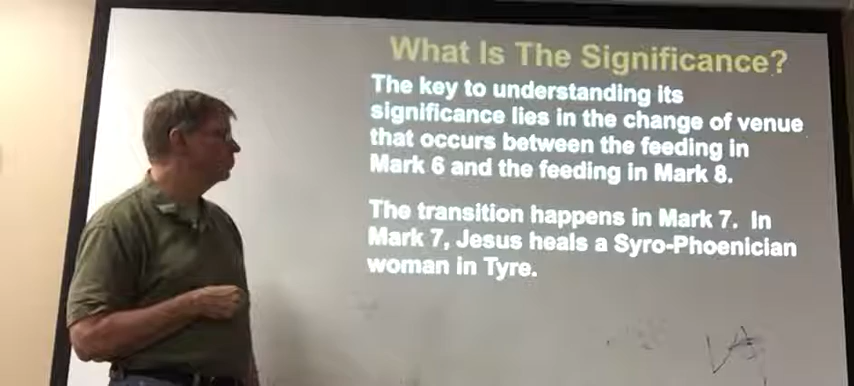 What Is The Significance?
The key to understanding its
significance lies in the change of venue
that occurs between the feeding in
Mark 6 and the feeding in Mark 8.
The transition happens in Mark 7. In
Mark 7, Jesus heals a Syro-Phoenician
woman in Tyre.